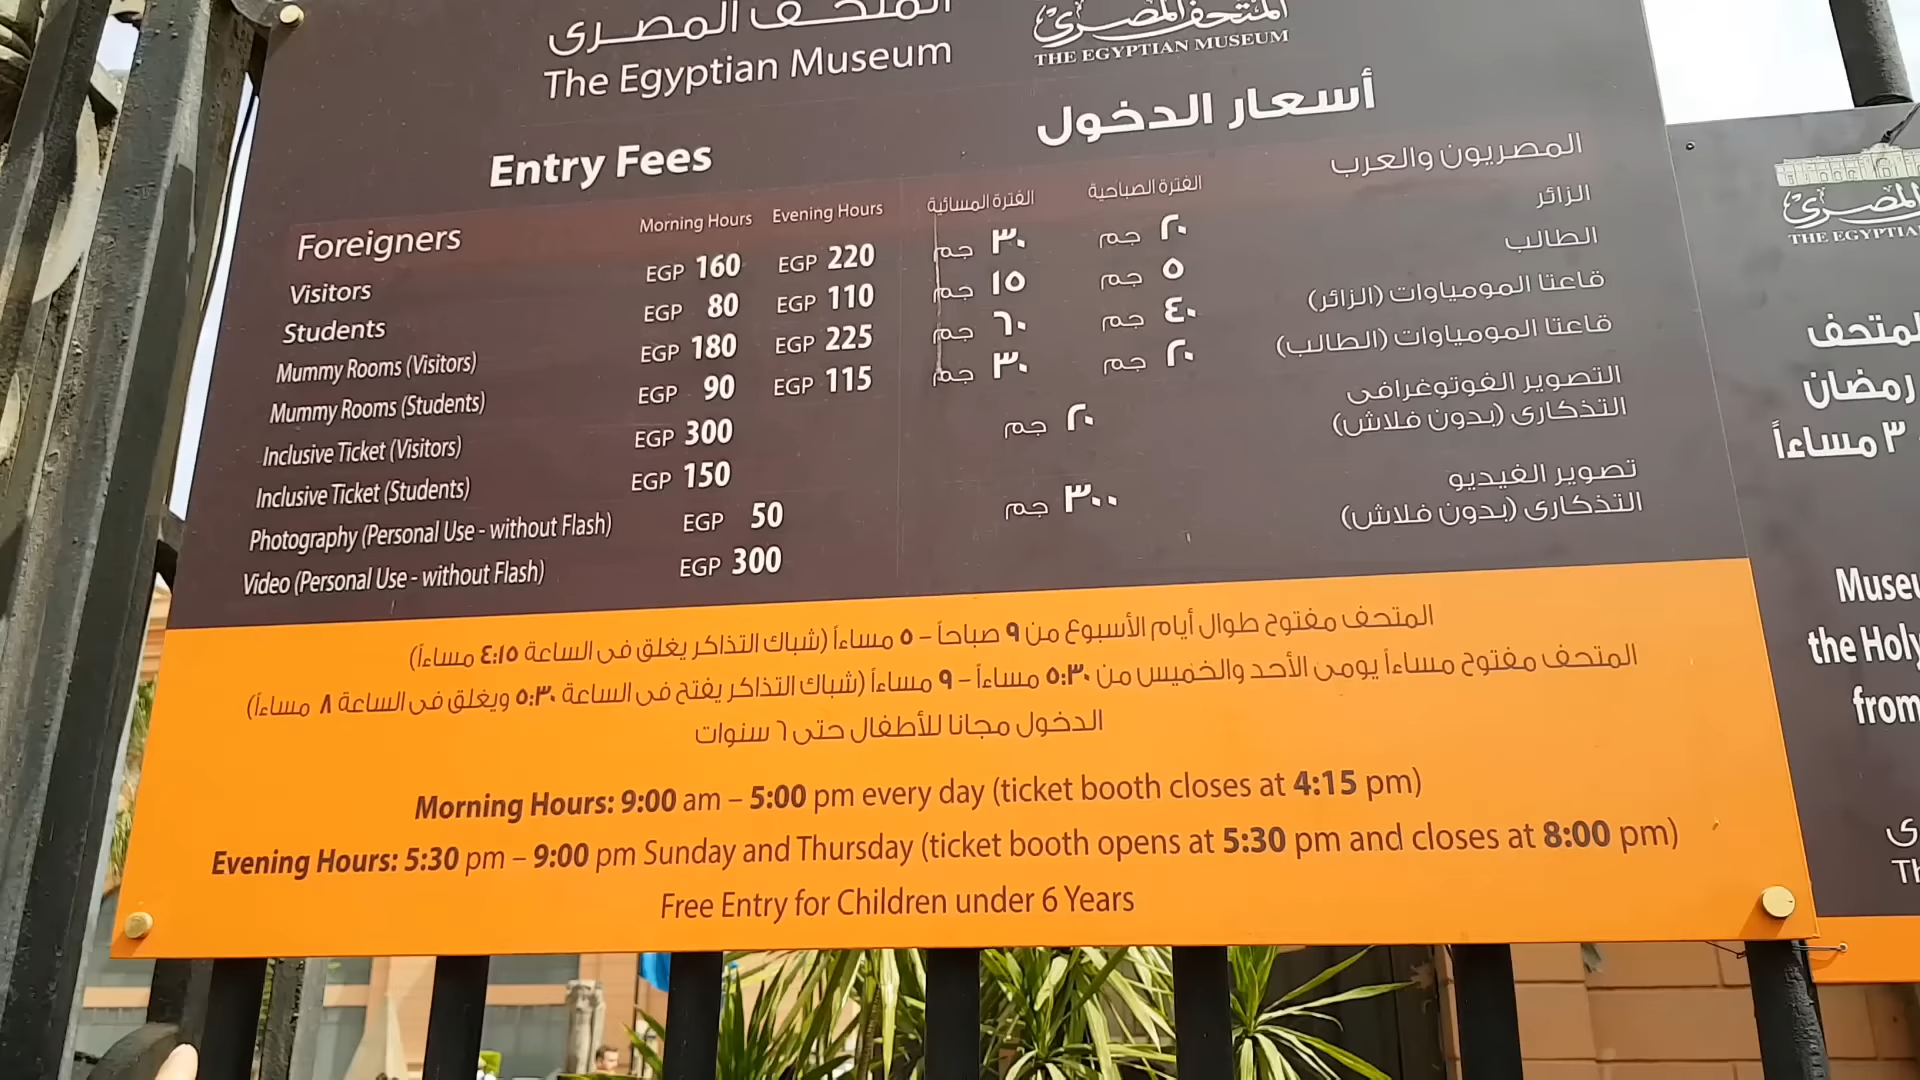 المتحف المصرى
The Egyptian Museum
المتحف المصرى
THE EGYPTIAN MUSEUM
Entry Fees
أسعار الدخول
Foreigners Morning Hours Evening Hours
Visitors EGP 160 EGP 220
Students EGP 80 EGP 110
Mummy Rooms (Visitors) EGP 180 EGP 225
Mummy Rooms (Students) EGP 90 EGP 115
Inclusive Ticket (Visitors) EGP 300
Inclusive Ticket (Students) EGP 150
Photography (Personal Use - without Flash) EGP 50
Video (Personal Use - without Flash) EGP 300
المصريون والعرب الفترة الصباحية الفترة المسائية
الزائر ٢٠ جم ٣٠ جم
الطالب ٥ جم ١٥ جم
قاعتا المومياوات (الزائر) ٤٠ جم ٦٠ جم
قاعتا المومياوات (الطالب) ٢٠ جم ٣٠ جم
التصوير الفوتوغرافى
التذكارى (بدون فلاش) ٢٠ جم
تصوير الفيديو
التذكارى (بدون فلاش) ٣٠٠ جم
المتحف مفتوح طوال أيام الأسبوع من ٩ صباحاً – ٥ مساءاً (شباك التذاكر يغلق فى الساعة ٤:١٥ مساءاً)
المتحف مفتوح مساءاً يومى الأحد والخميس من ٥:٣٠ مساءاً – ٩ مساءاً (شباك التذاكر يفتح فى الساعة ٥:٣٠ ويغلق فى الساعة ٨ مساءاً)
الدخول مجانا للأطفال حتى ٦ سنوات
Morning Hours: 9:00 am – 5:00 pm every day (ticket booth closes at 4:15 pm)
Evening Hours: 5:30 pm – 9:00 pm Sunday and Thursday (ticket booth opens at 5:30 pm and closes at 8:00 pm)
Free Entry for Children under 6 Years
THE EGYPTIA
لمتحف
رمضان
٣ مساءاً
Museu
the Holy
from